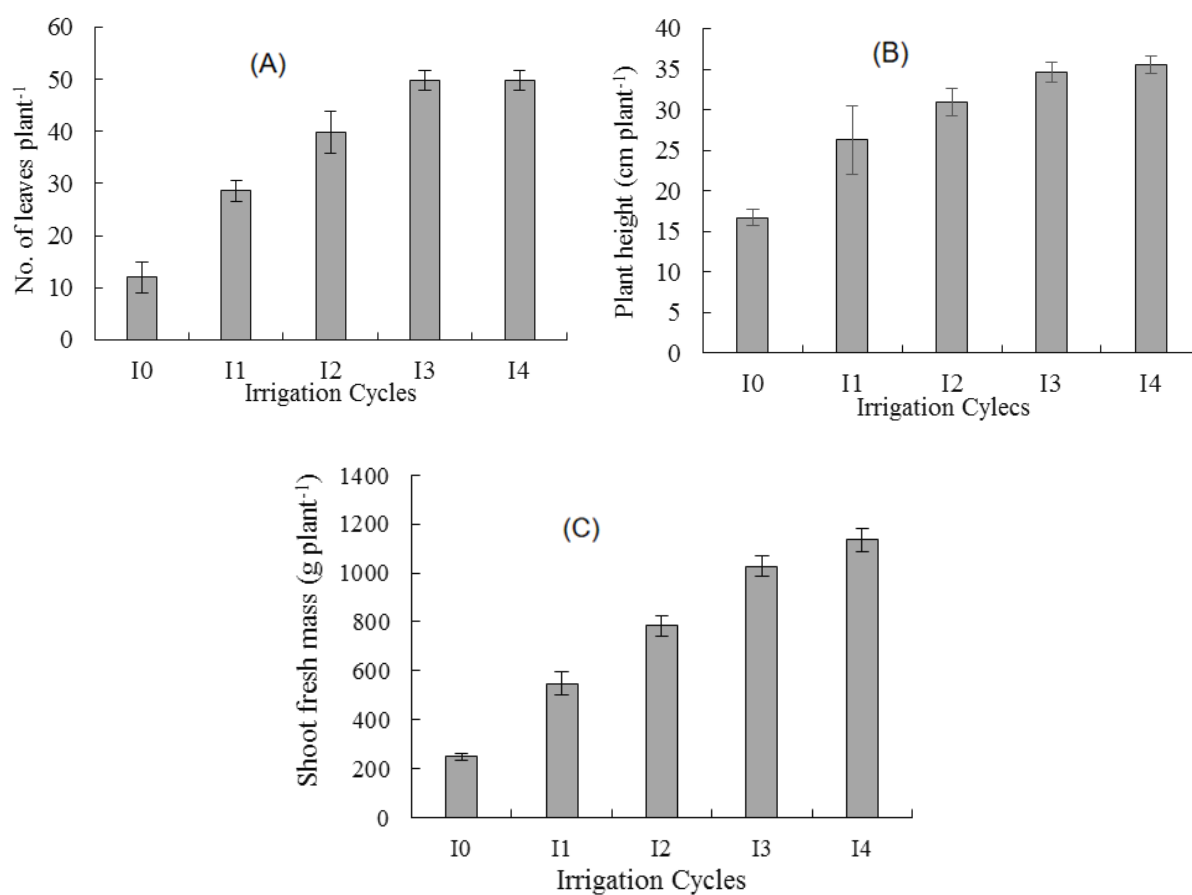 (A)
No. of leaves plant⁻¹
60
50
40
30
20
10
0
I0 I1 I2 I3 I4
Irrigation Cycles
(B)
Plant height (cm plant⁻¹)
40
35
30
25
20
15
10
5
0
I0 I1 I2 I3 I4
Irrigation Cylecs
(C)
Shoot fresh mass (g plant⁻¹)
1400
1200
1000
800
600
400
200
0
I0 I1 I2 I3 I4
Irrigation Cycles